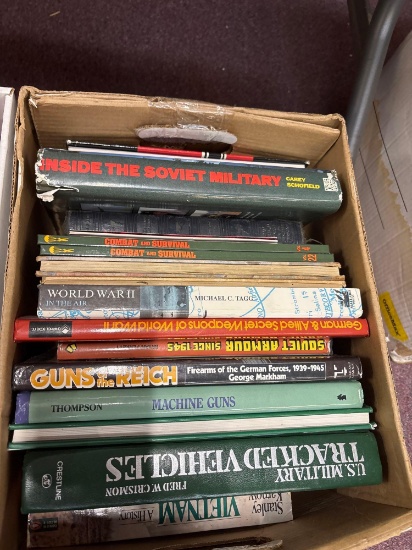 INSIDE THE SOVIET MILITARY
CAREY
SCHOFIELD
COMBAT AND SURVIVAL
COMBAT AND SURVIVAL
WORLD WAR II
IN THE AIR
MICHAEL C. TAGG
German & Allied Secret Weapons of World War II
SOVIET ARMOUR
SINCE 1945
GUNS OF THE REICH
Firearms of the German Forces, 1939-1945
George Markham
THOMPSON
MACHINE GUNS
CRESTLINE
U.S. MILITARY
TRACKED VEHICLES
FRED W. CRISMON
Stanley
Karnow
VIETNAM
A History